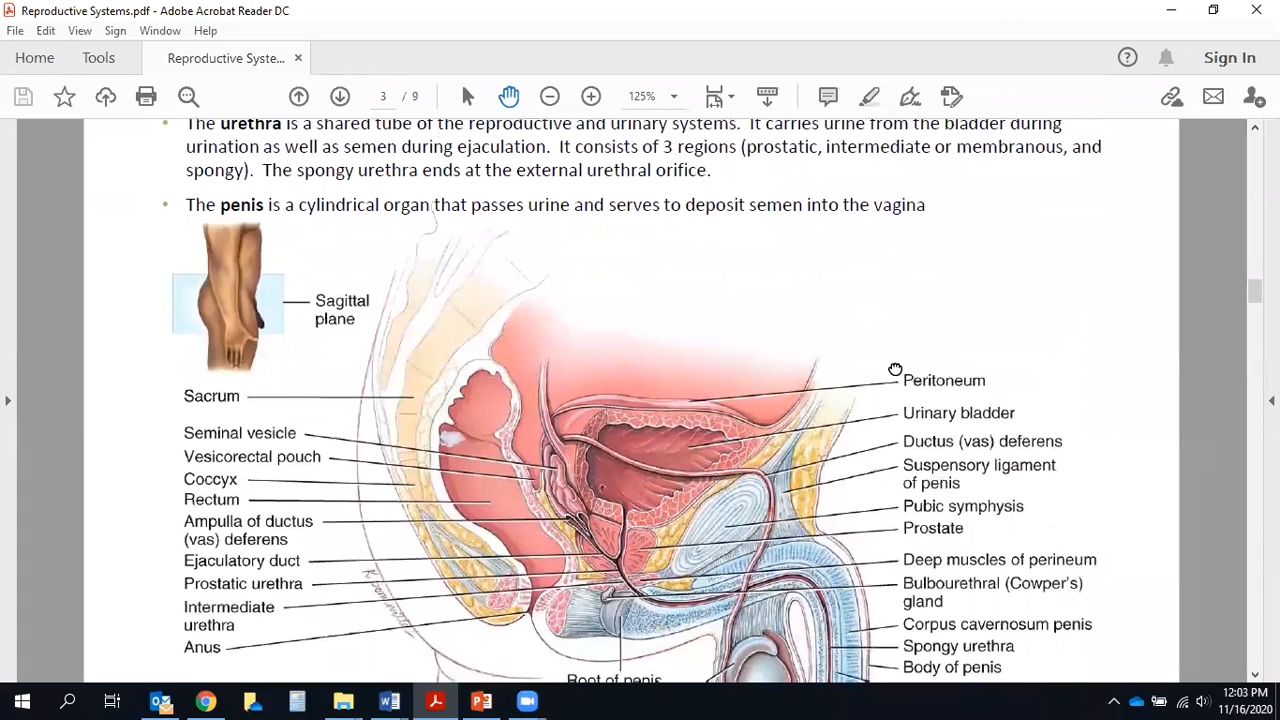 Reproductive Systems.pdf - Adobe Acrobat Reader DC
File Edit View Sign Window Help
Home Tools Reproductive Syste... × Sign In
3 / 9 125%
• The urethra is a shared tube of the reproductive and urinary systems. It carries urine from the bladder during
urination as well as semen during ejaculation. It consists of 3 regions (prostatic, intermediate or membranous, and
spongy). The spongy urethra ends at the external urethral orifice.
• The penis is a cylindrical organ that passes urine and serves to deposit semen into the vagina
Sagittal
plane
Sacrum
Seminal vesicle
Vesicorectal pouch
Coccyx
Rectum
Ampulla of ductus
(vas) deferens
Ejaculatory duct
Prostatic urethra
Intermediate
urethra
Anus
Peritoneum
Urinary bladder
Ductus (vas) deferens
Suspensory ligament
of penis
Pubic symphysis
Prostate
Deep muscles of perineum
Bulbourethral (Cowper's)
gland
Corpus cavernosum penis
Spongy urethra
Body of penis
Root of penis
12:03 PM
11/16/2020